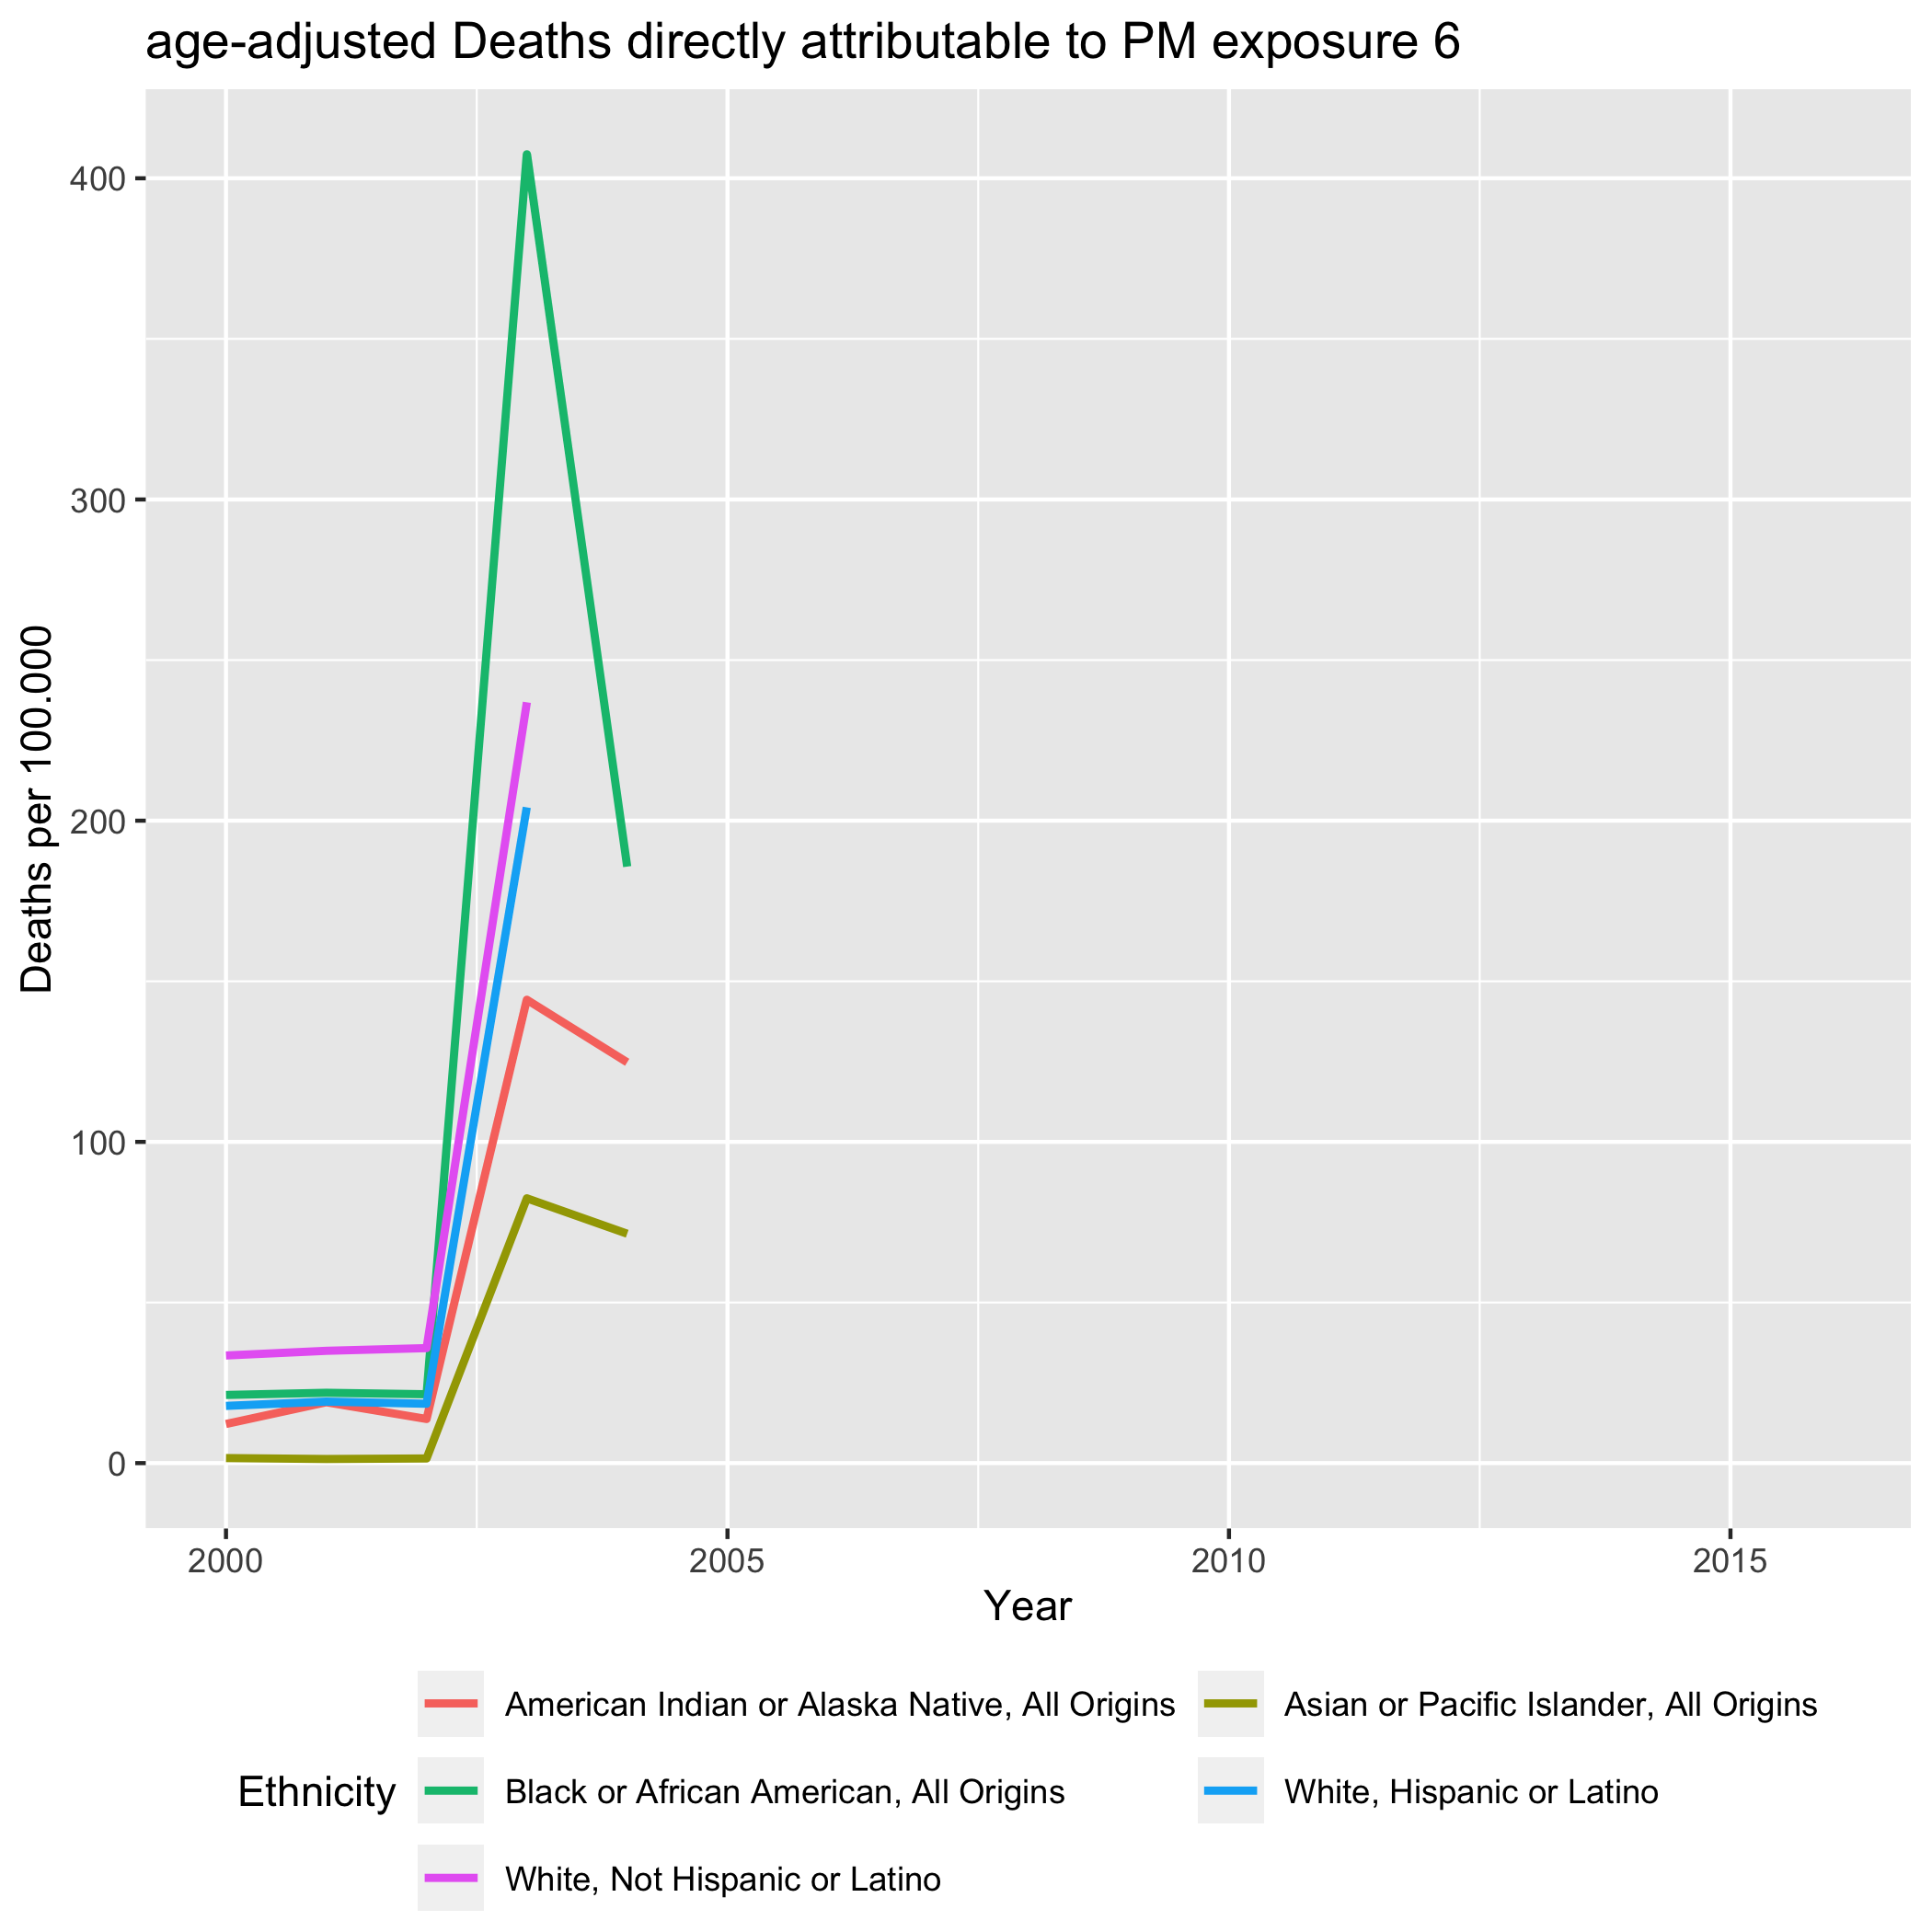 age-adjusted Deaths directly attributable to PM exposure 6
Deaths per 100.000
400
300
200
100
0
2000 2005 2010 2015
Year
Ethnicity
American Indian or Alaska Native, All Origins
Asian or Pacific Islander, All Origins
Black or African American, All Origins
White, Hispanic or Latino
White, Not Hispanic or Latino